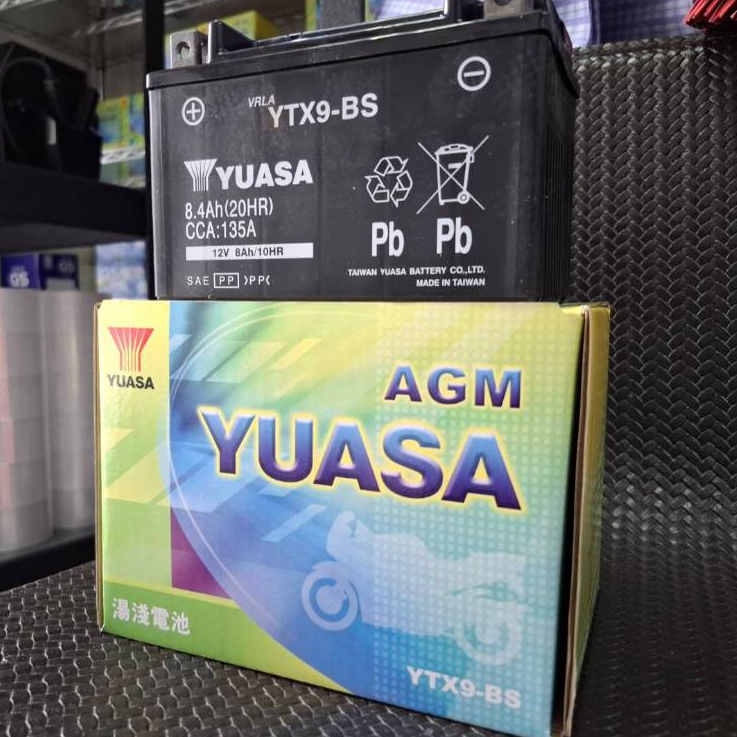 VRLA
YTX9-BS
YUASA
8.4Ah(20HR)
CCA:135A
12V 8Ah/10HR
SAE PP >PP<
Pb Pb
TAIWAN YUASA BATTERY CO.,LTD.
MADE IN TAIWAN
YUASA
AGM
YUASA
湯淺電池
YTX9-BS